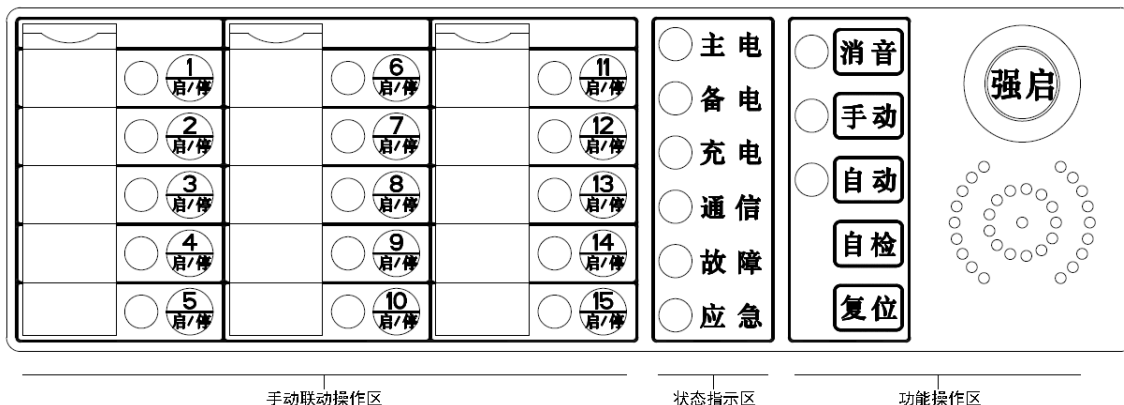 1 启/停
2 启/停
3 启/停
4 启/停
5 启/停
6 启/停
7 启/停
8 启/停
9 启/停
10 启/停
11 启/停
12 启/停
13 启/停
14 启/停
15 启/停
主电
备电
充电
通信
故障
应急
消音
手动
自动
自检
复位
强启
手动联动操作区
状态指示区
功能操作区